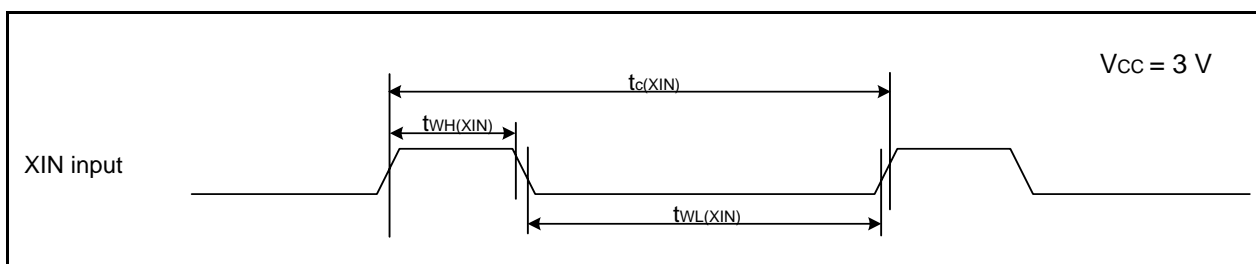 VCC = 3 V
tc(XIN)
tWH(XIN)
XIN input
tWL(XIN)